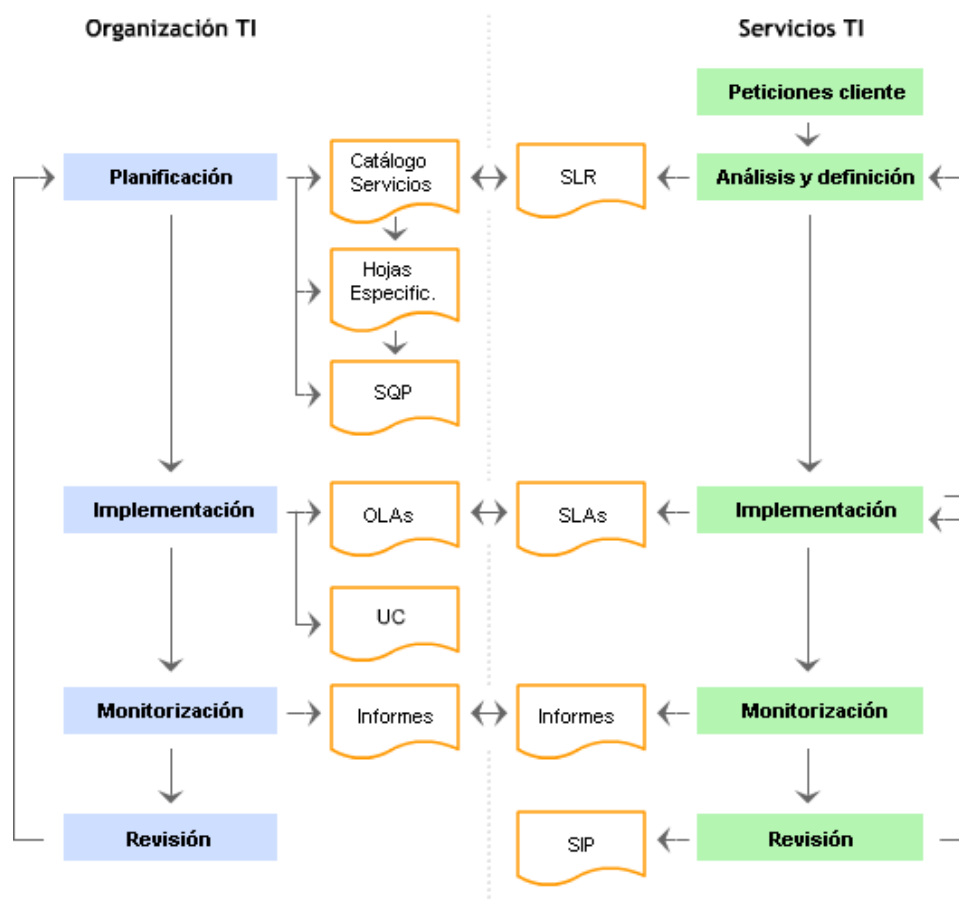 Organización TI
Servicios TI
Peticiones cliente
Planificación
Catálogo
Servicios
SLR
Análisis y definición
Hojas
Especific.
SQP
Implementación
OLAs
SLAs
Implementación
UC
Monitorización
Informes
Informes
Monitorización
Revisión
SIP
Revisión